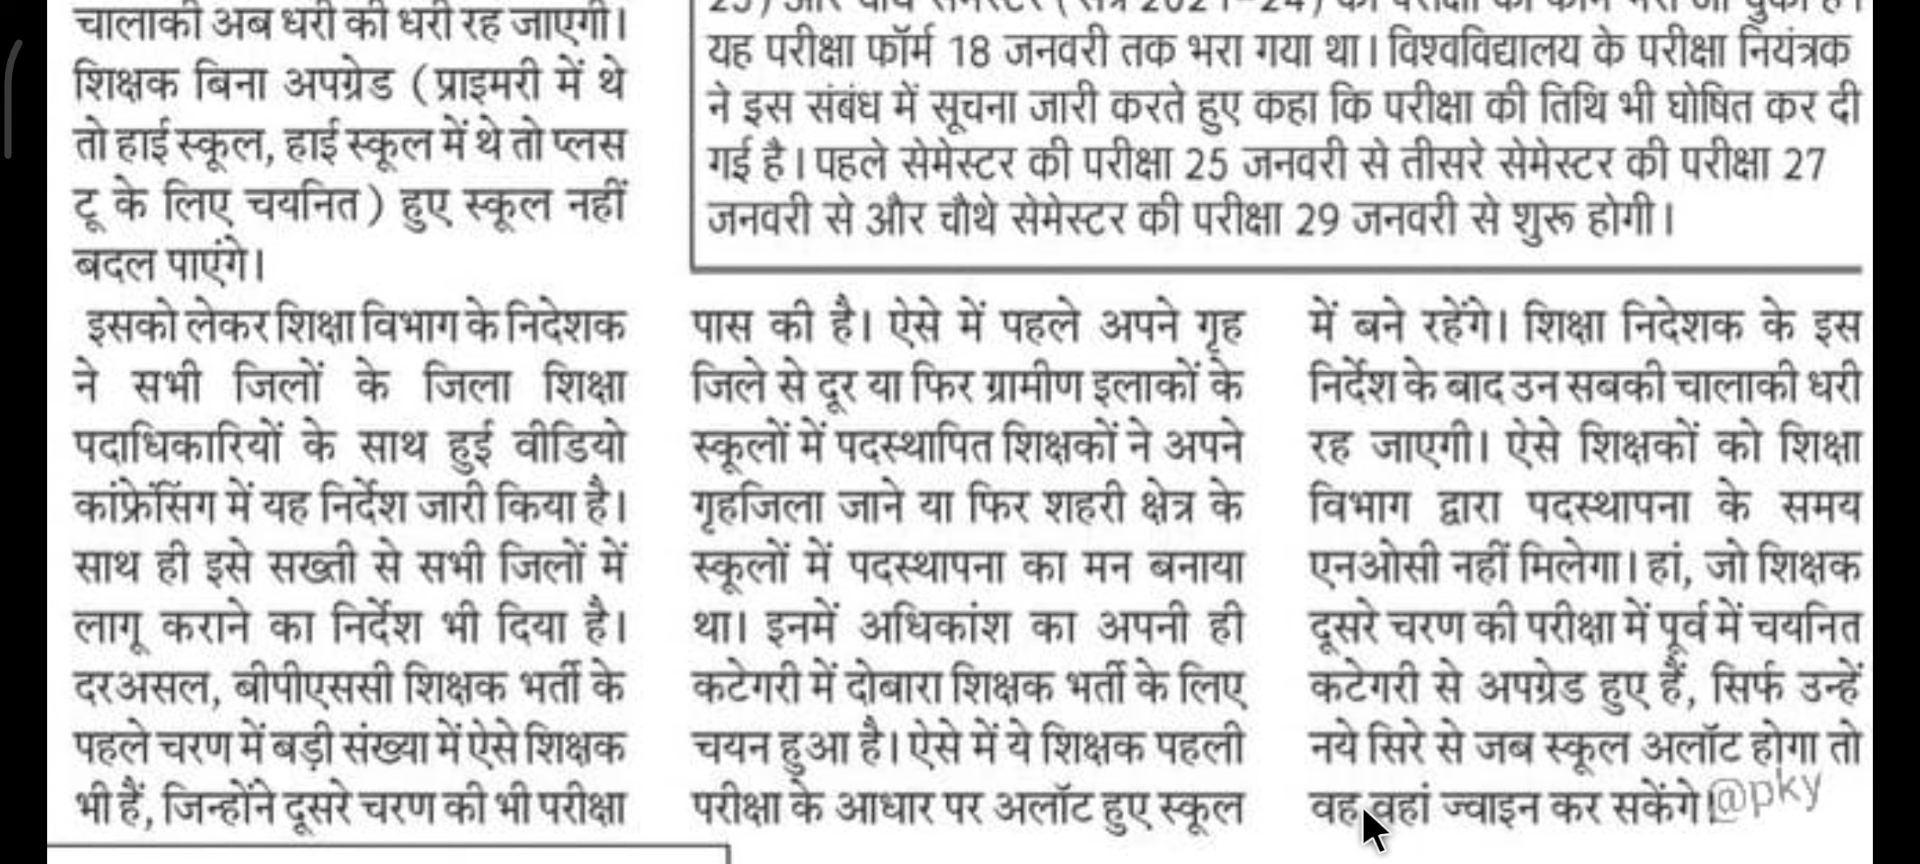 चालाकी अब धरी की धरी रह जाएगी।
शिक्षक बिना अपग्रेड (प्राइमरी में थे
तो हाई स्कूल, हाई स्कूल में थे तो प्लस
टू के लिए चयनित) हुए स्कूल नहीं
बदल पाएंगे।
इसको लेकर शिक्षा विभाग के निदेशक
ने सभी जिलों के जिला शिक्षा
पदाधिकारियों के साथ हुई वीडियो
कांफ्रेंसिंग में यह निर्देश जारी किया है।
साथ ही इसे सख्ती से सभी जिलों में
लागू कराने का निर्देश भी दिया है।
दरअसल, बीपीएससी शिक्षक भर्ती के
पहले चरण में बड़ी संख्या में ऐसे शिक्षक
भी हैं, जिन्होंने दूसरे चरण की भी परीक्षा
यह परीक्षा फॉर्म 18 जनवरी तक भरा गया था। विश्वविद्यालय के परीक्षा नियंत्रक
ने इस संबंध में सूचना जारी करते हुए कहा कि परीक्षा की तिथि भी घोषित कर दी
गई है। पहले सेमेस्टर की परीक्षा 25 जनवरी से तीसरे सेमेस्टर की परीक्षा 27
जनवरी से और चौथे सेमेस्टर की परीक्षा 29 जनवरी से शुरू होगी।
पास की है। ऐसे में पहले अपने गृह
जिले से दूर या फिर ग्रामीण इलाकों के
स्कूलों में पदस्थापित शिक्षकों ने अपने
गृहजिला जाने या फिर शहरी क्षेत्र के
स्कूलों में पदस्थापना का मन बनाया
था। इनमें अधिकांश का अपनी ही
कटेगरी में दोबारा शिक्षक भर्ती के लिए
चयन हुआ है। ऐसे में ये शिक्षक पहली
परीक्षा के आधार पर अलॉट हुए स्कूल
में बने रहेंगे। शिक्षा निदेशक के इस
निर्देश के बाद उन सबकी चालाकी धरी
रह जाएगी। ऐसे शिक्षकों को शिक्षा
विभाग द्वारा पदस्थापना के समय
एनओसी नहीं मिलेगा। हां, जो शिक्षक
दूसरे चरण की परीक्षा में पूर्व में चयनित
कटेगरी से अपग्रेड हुए हैं, सिर्फ उन्हें
नये सिरे से जब स्कूल अलॉट होगा तो
वह वहां ज्वाइन कर सकेंगे।
@pky